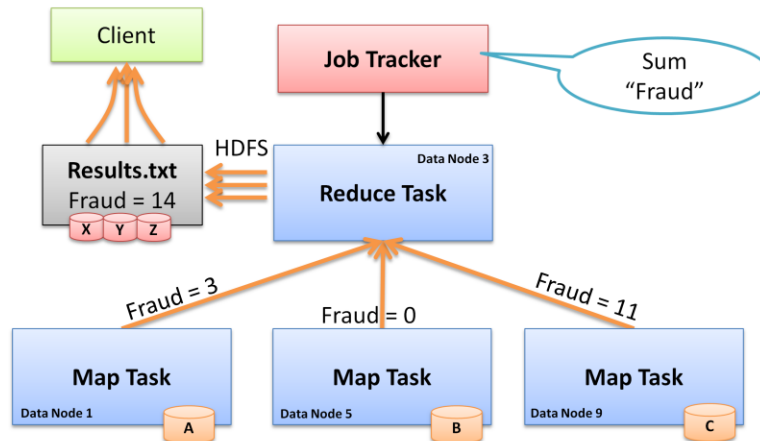 Client
Job Tracker
Sum
“Fraud”
HDFS
Results.txt
Fraud = 14
X Y Z
Data Node 3
Reduce Task
Fraud = 3
Fraud = 0
Fraud = 11
Map Task
Data Node 1
A
Map Task
Data Node 5
B
Map Task
Data Node 9
C